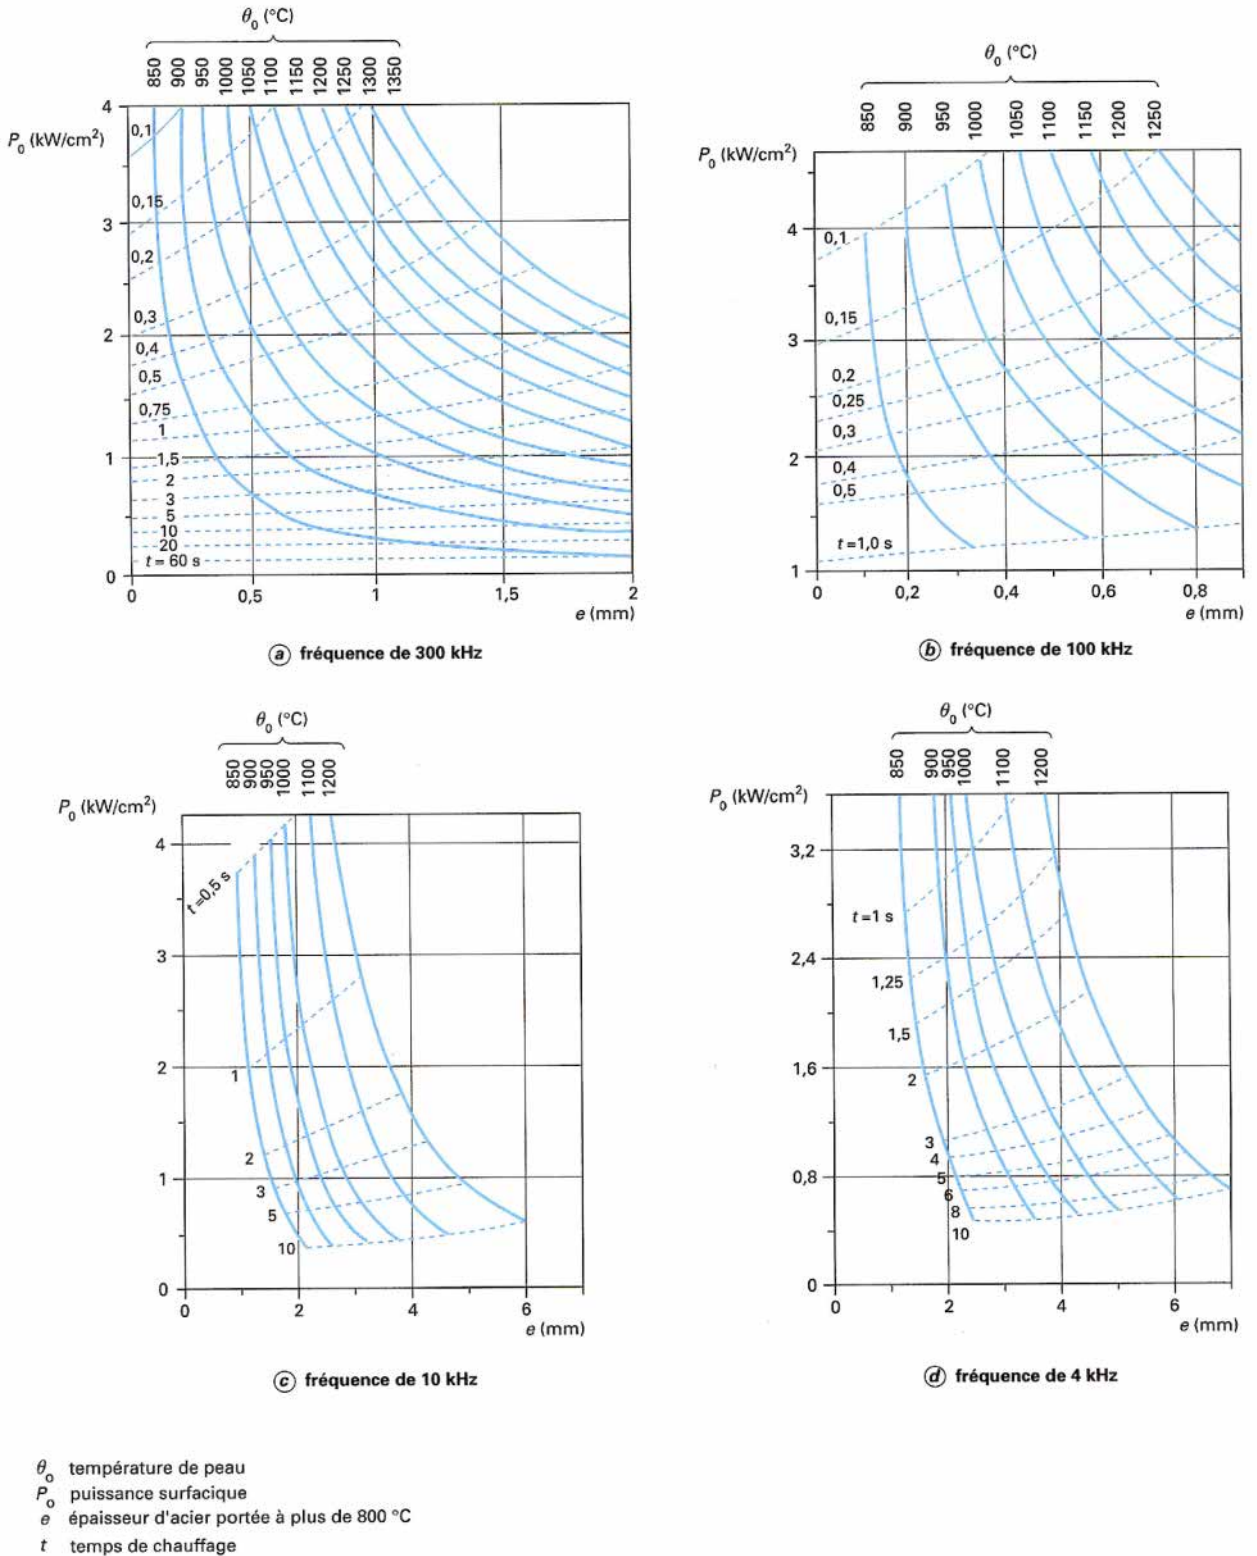 θ₀ (°C)
850 900 950 1000 1050 1100 1150 1200 1250 1300 1350
P₀ (kW/cm²)
4
3
2
1
0
0,1
0,15
0,2
0,3
0,4
0,5
0,75
1
1,5
2
3
5
10
20
t = 60 s
0 0,5 1 1,5 2
e (mm)
ⓐ fréquence de 300 kHz
θ₀ (°C)
850 900 950 1000 1050 1100 1150 1200 1250
P₀ (kW/cm²)
4
3
2
1
0,1
0,15
0,2
0,25
0,3
0,4
0,5
t = 1,0 s
0 0,2 0,4 0,6 0,8
e (mm)
ⓑ fréquence de 100 kHz
θ₀ (°C)
850 900 950 1000 1100 1200
P₀ (kW/cm²)
4
3
2
1
0
t =0,5 s
1
2
3
5
10
0 2 4 6
e (mm)
ⓒ fréquence de 10 kHz
θ₀ (°C)
850 900 950 1000 1100 1200
P₀ (kW/cm²)
3,2
2,4
1,6
0,8
0
t =1 s
1,25
1,5
2
3
4
5
6
8
10
0 2 4 6
e (mm)
ⓓ fréquence de 4 kHz
θ₀ température de peau
P₀ puissance surfacique
e épaisseur d'acier portée à plus de 800 °C
t temps de chauffage